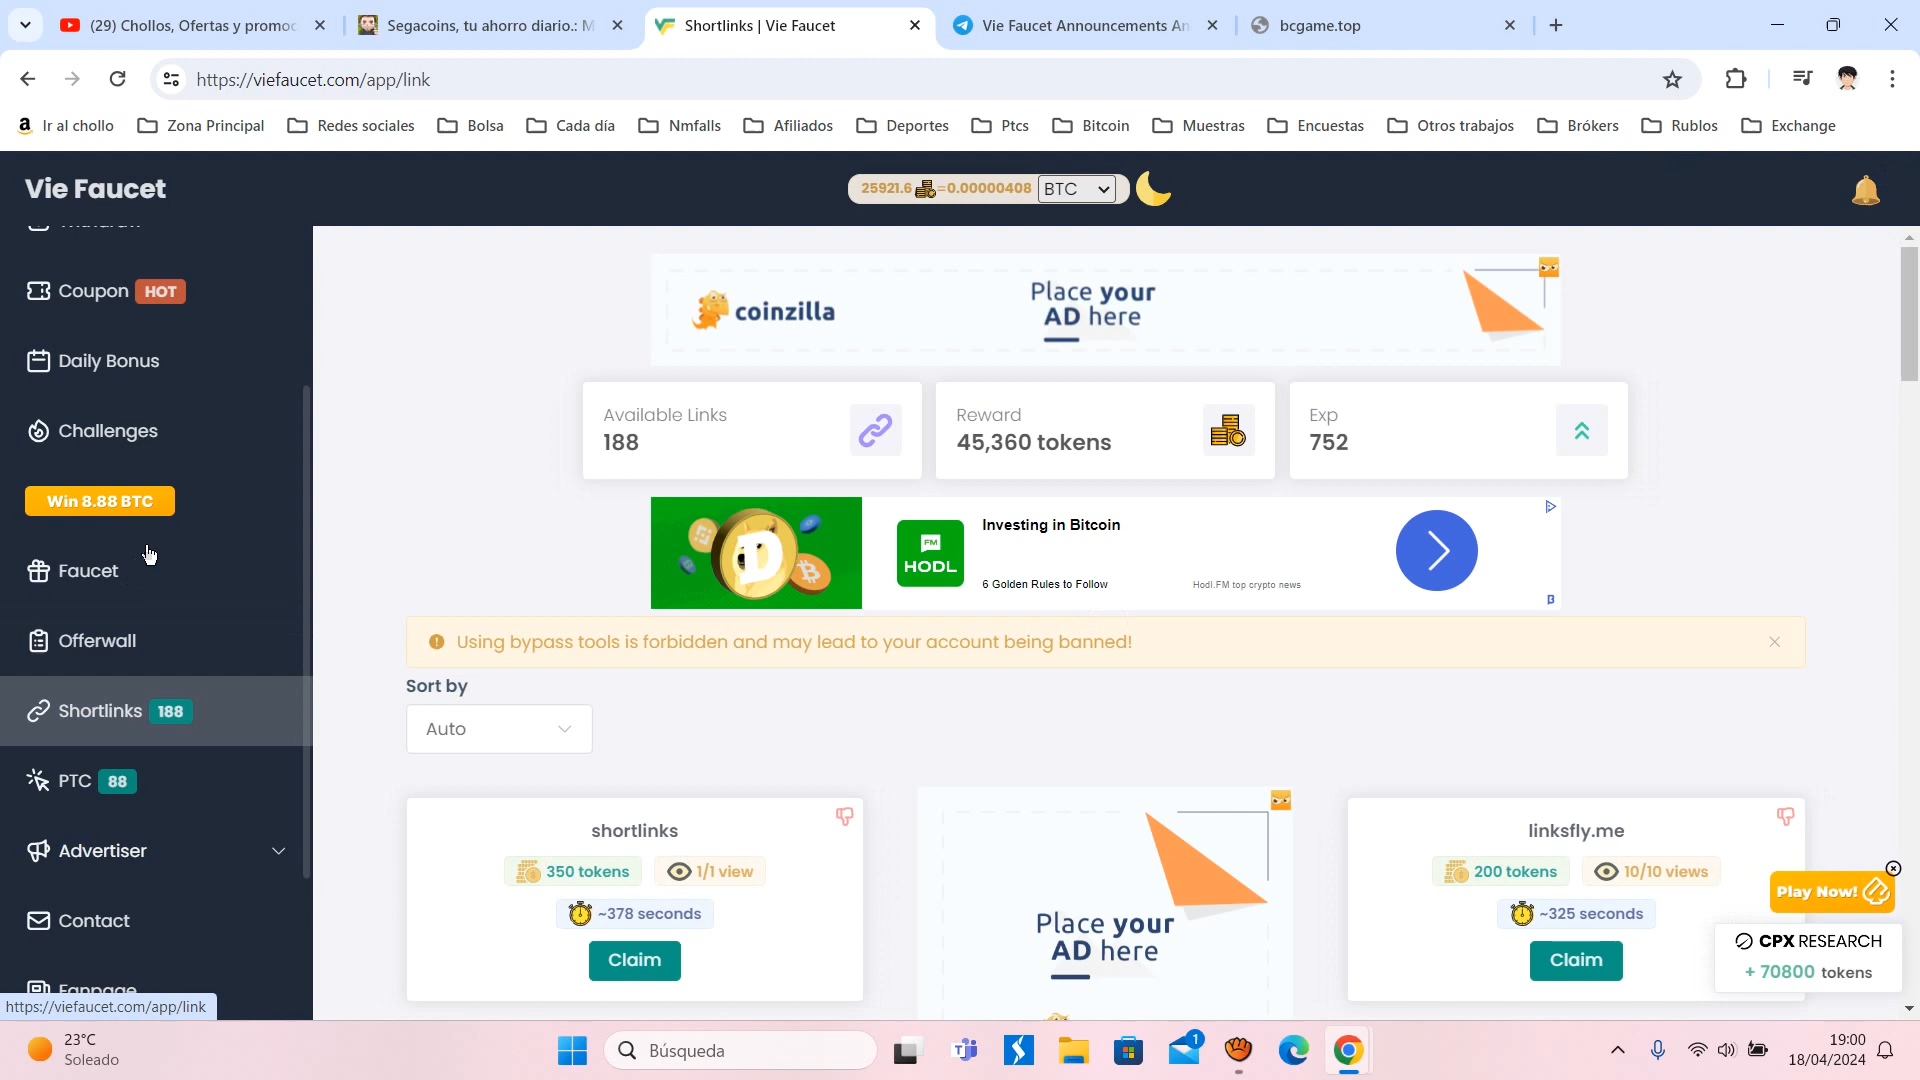 (29) Chollos, Ofertas y promoc
Segacoins, tu ahorro diario.: M
Shortlinks | Vie Faucet
Vie Faucet Announcements An
bcgame.top
https://viefaucet.com/app/link
Ir al chollo
Zona Principal
Redes sociales
Bolsa
Cada día
Nmfalls
Afiliados
Deportes
Ptcs
Bitcoin
Muestras
Encuestas
Otros trabajos
Brókers
Rublos
Exchange
Vie Faucet
25921.6 =0.00000408 BTC
Coupon HOT
Daily Bonus
Challenges
Win 8.88 BTC
Faucet
Offerwall
Shortlinks 188
PTC 88
Advertiser
Contact
Fanpage
https://viefaucet.com/app/link
coinzilla
Place your
AD here
Available Links
188
Reward
45,360 tokens
Exp
752
FM
HODL
Investing in Bitcoin
6 Golden Rules to Follow
Hodl.FM top crypto news
Using bypass tools is forbidden and may lead to your account being banned!
Sort by
Auto
shortlinks
350 tokens
1/1 view
~378 seconds
Claim
Place your
AD here
linksfly.me
200 tokens
10/10 views
~325 seconds
Claim
Play Now!
CPX RESEARCH
+ 70800 tokens
23°C
Soleado
Búsqueda
1
19:00
18/04/2024